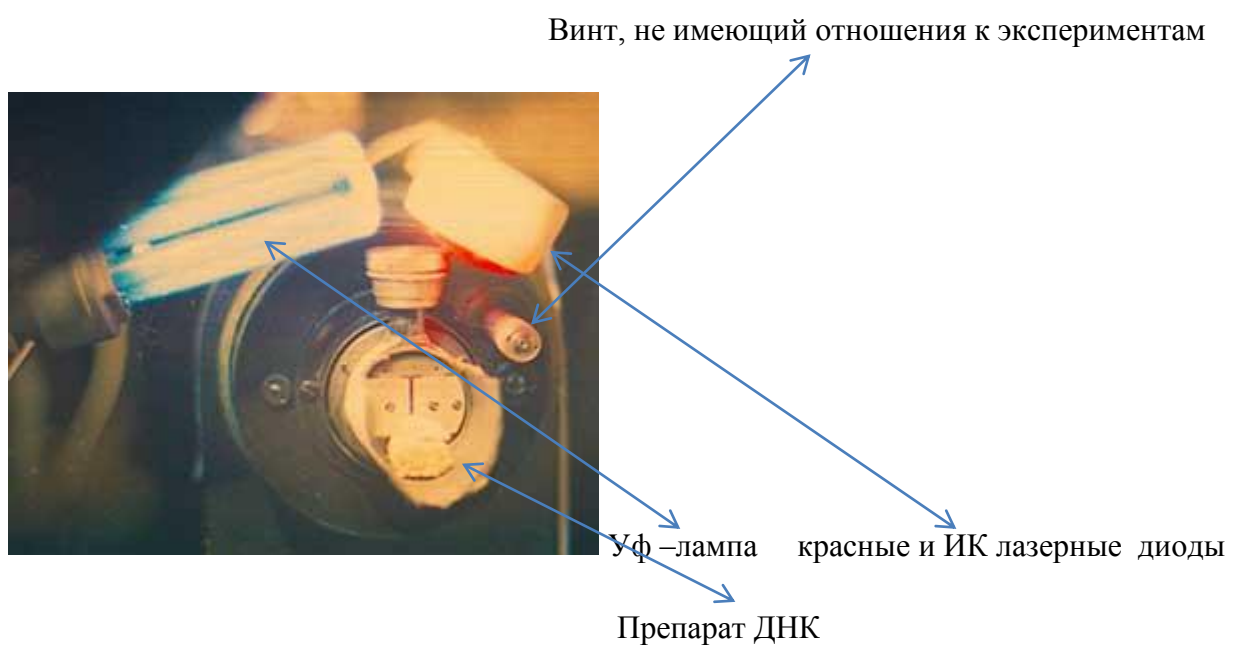 Винт, не имеющий отношения к экспериментам
Уф –лампа красные и ИК лазерные диоды
Препарат ДНК